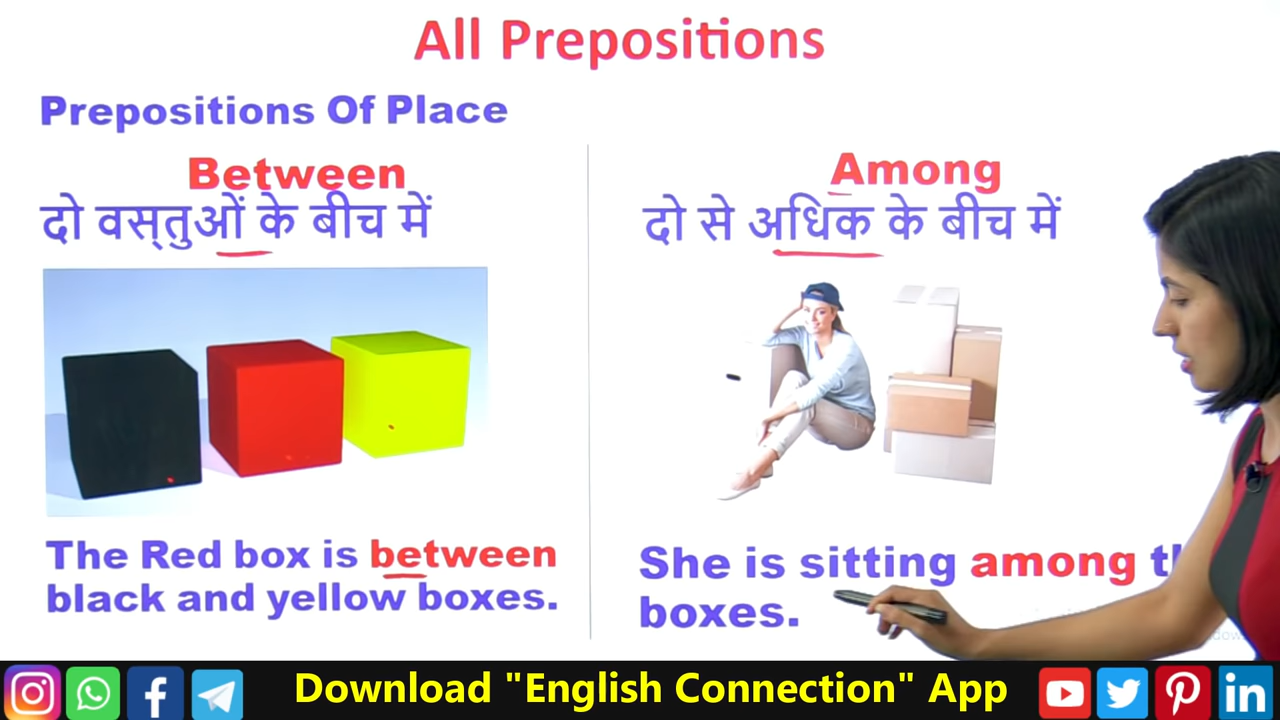 All Prepositions
Prepositions Of Place
Between
दो वस्तुओं के बीच में
The Red box is between
black and yellow boxes.
Among
दो से अधिक के बीच में
She is sitting among
boxes.
Download "English Connection" App